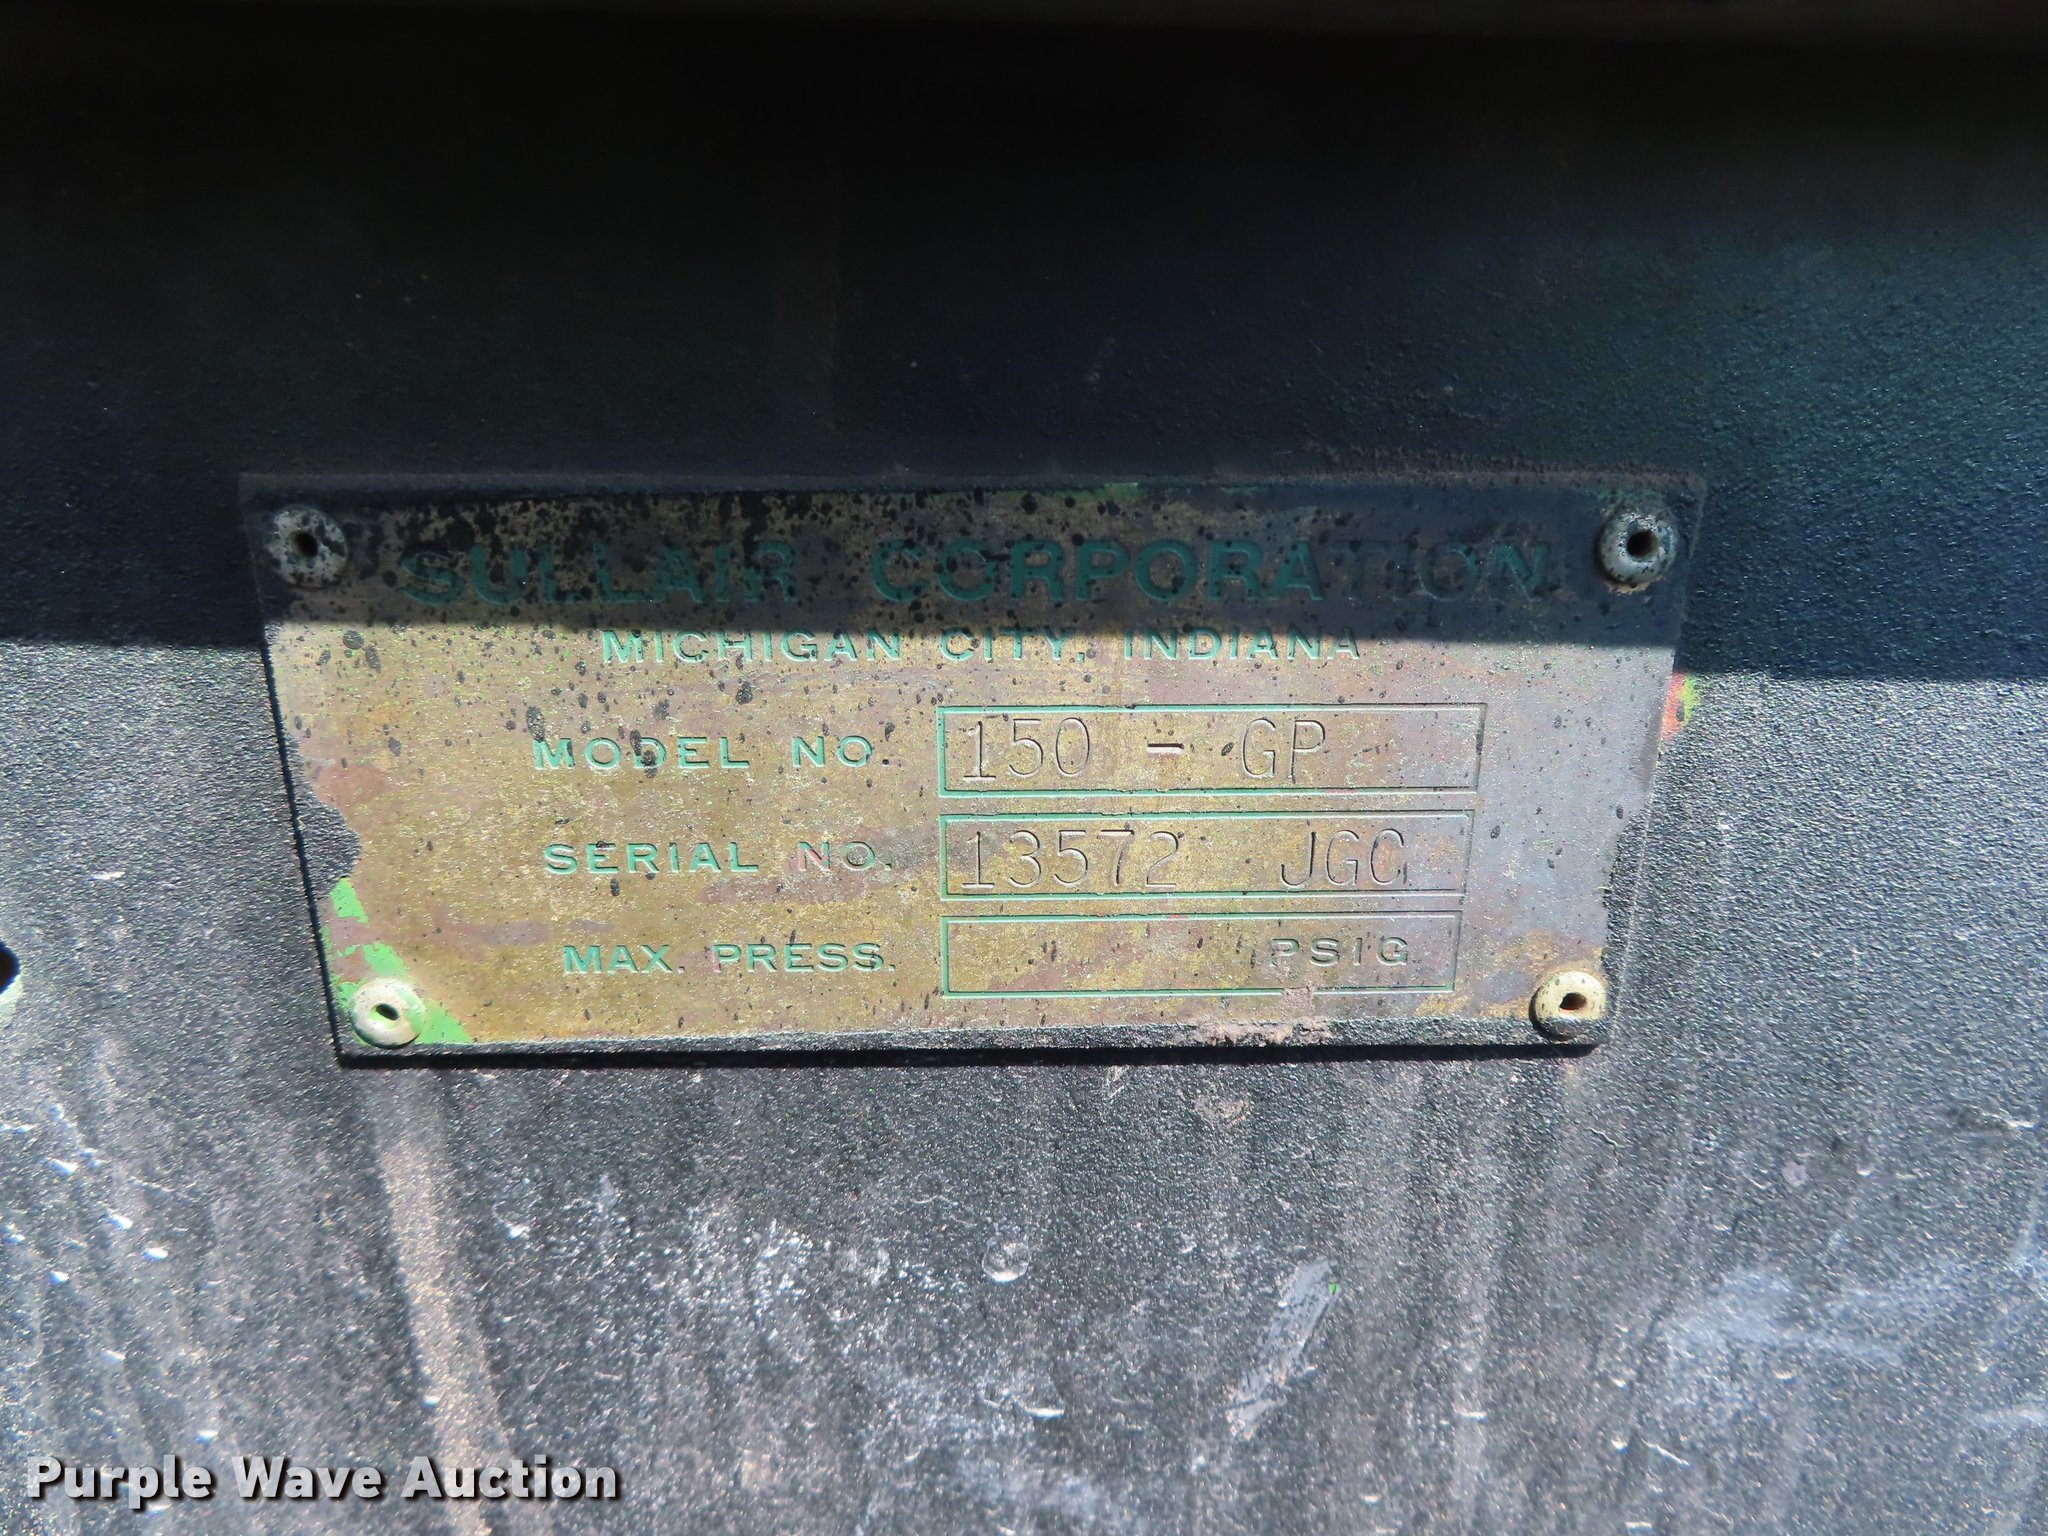 SULLAIR CORPORATION
MICHIGAN CITY, INDIANA
MODEL NO. 150 - GP
SERIAL NO. 13572 JGC
MAX. PRESS. PSIG
Purple Wave Auction